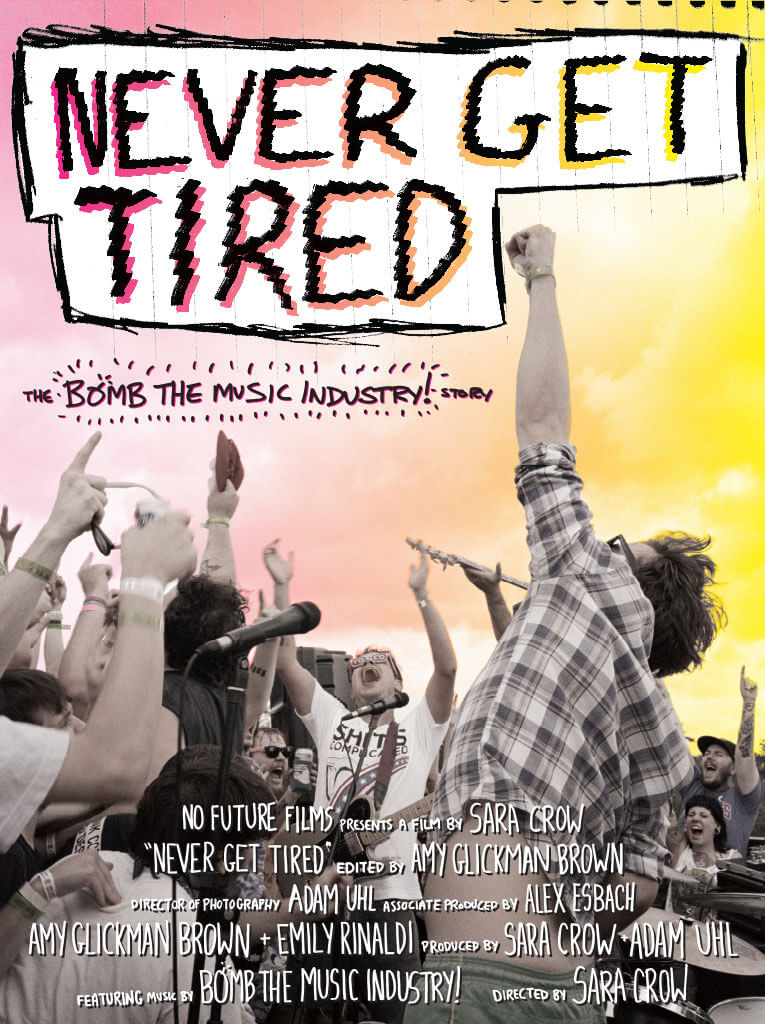 NEVER GET
TIRED
THE BOMB THE MUSIC INDUSTRY! STORY
SHIT'S
COMPLICATED
NO FUTURE FILMS PRESENTS A FILM BY SARA CROW
"NEVER GET TIRED" EDITED BY AMY GLICKMAN BROWN
DIRECTOR OF PHOTOGRAPHY ADAM UHL ASSOCIATE PRODUCED BY ALEX ESBACH
AMY GLICKMAN BROWN + EMILY RINALDI PRODUCED BY SARA CROW + ADAM UHL
FEATURING MUSIC BY BOMB THE MUSIC INDUSTRY! DIRECTED BY SARA CROW